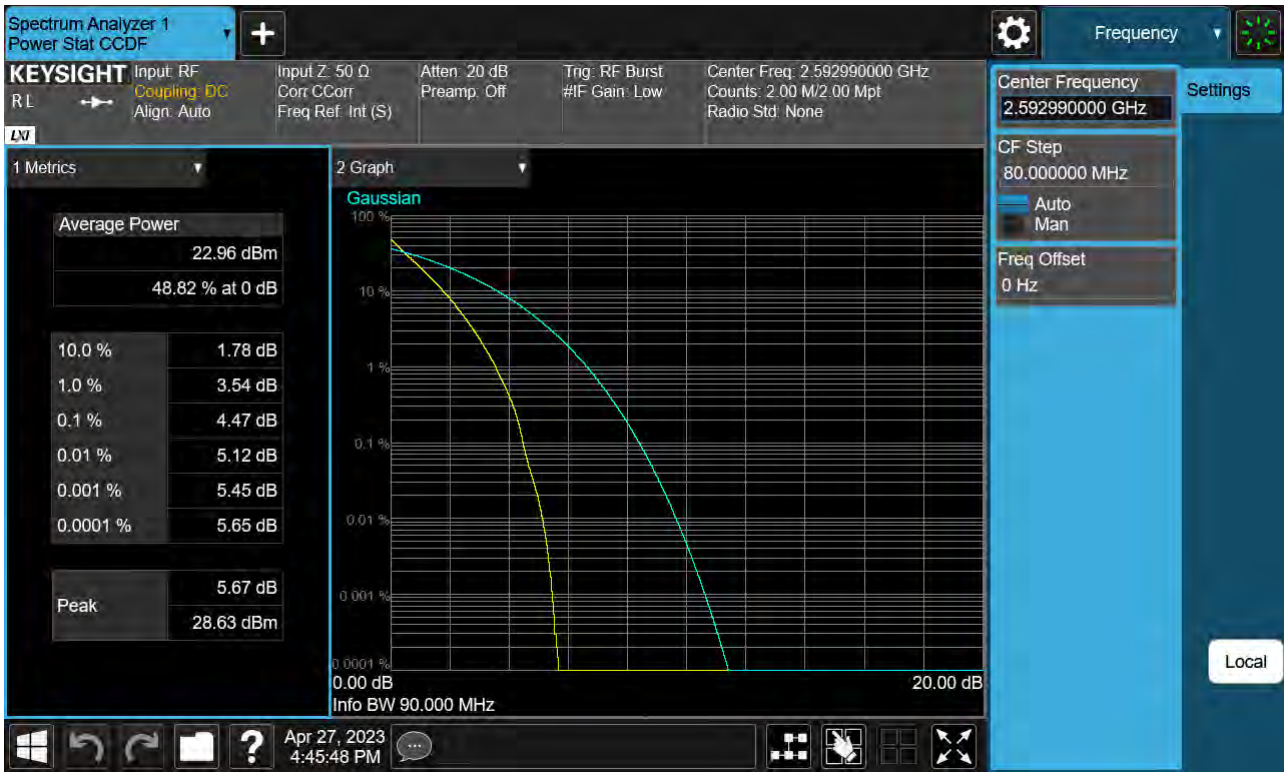 Spectrum Analyzer 1
Power Stat CCDF
+
Frequency
KEYSIGHT
RL
LXI
Input: RF
Coupling: DC
Align: Auto
Input Z: 50 Ω
Corr CCorr
Freq Ref: Int (S)
Atten: 20 dB
Preamp: Off
Trig: RF Burst
#IF Gain: Low
Center Freq: 2.592990000 GHz
Counts: 2.00 M/2.00 Mpt
Radio Std: None
Center Frequency
2.592990000 GHz
Settings
CF Step
80.000000 MHz
Auto
Man
Freq Offset
0 Hz
1 Metrics
Average Power
22.96 dBm
48.82 % at 0 dB
10.0 % 1.78 dB
1.0 % 3.54 dB
0.1 % 4.47 dB
0.01 % 5.12 dB
0.001 % 5.45 dB
0.0001 % 5.65 dB
Peak
5.67 dB
28.63 dBm
2 Graph
Gaussian
100 %
10 %
1 %
0.1 %
0.01 %
0.001 %
0.0001 %
0.00 dB 20.00 dB
Info BW 90.000 MHz
Local
?
Apr 27, 2023
4:45:48 PM